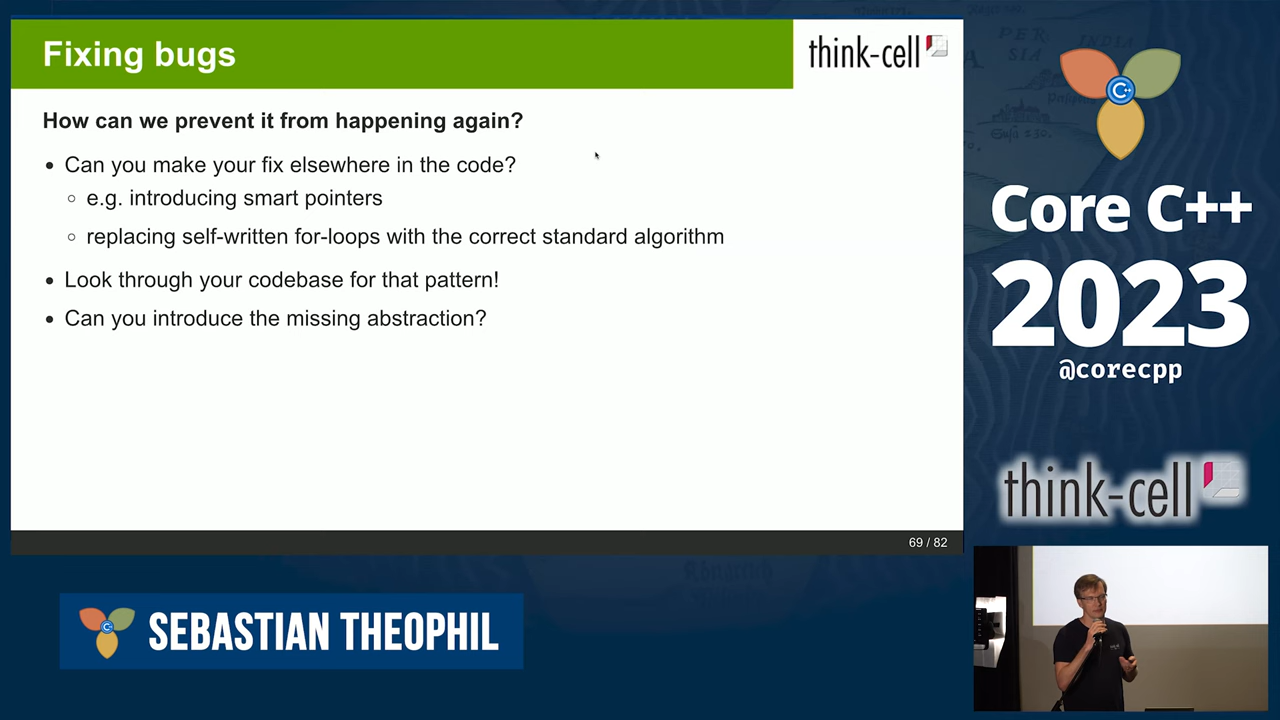 Fixing bugs
think-cell
How can we prevent it from happening again?
• Can you make your fix elsewhere in the code?
◦ e.g. introducing smart pointers
◦ replacing self-written for-loops with the correct standard algorithm
• Look through your codebase for that pattern!
• Can you introduce the missing abstraction?
69 / 82
C++
Core C++
2023
@corecpp
think-cell
C++
SEBASTIAN THEOPHIL
PERSIA
INDIA